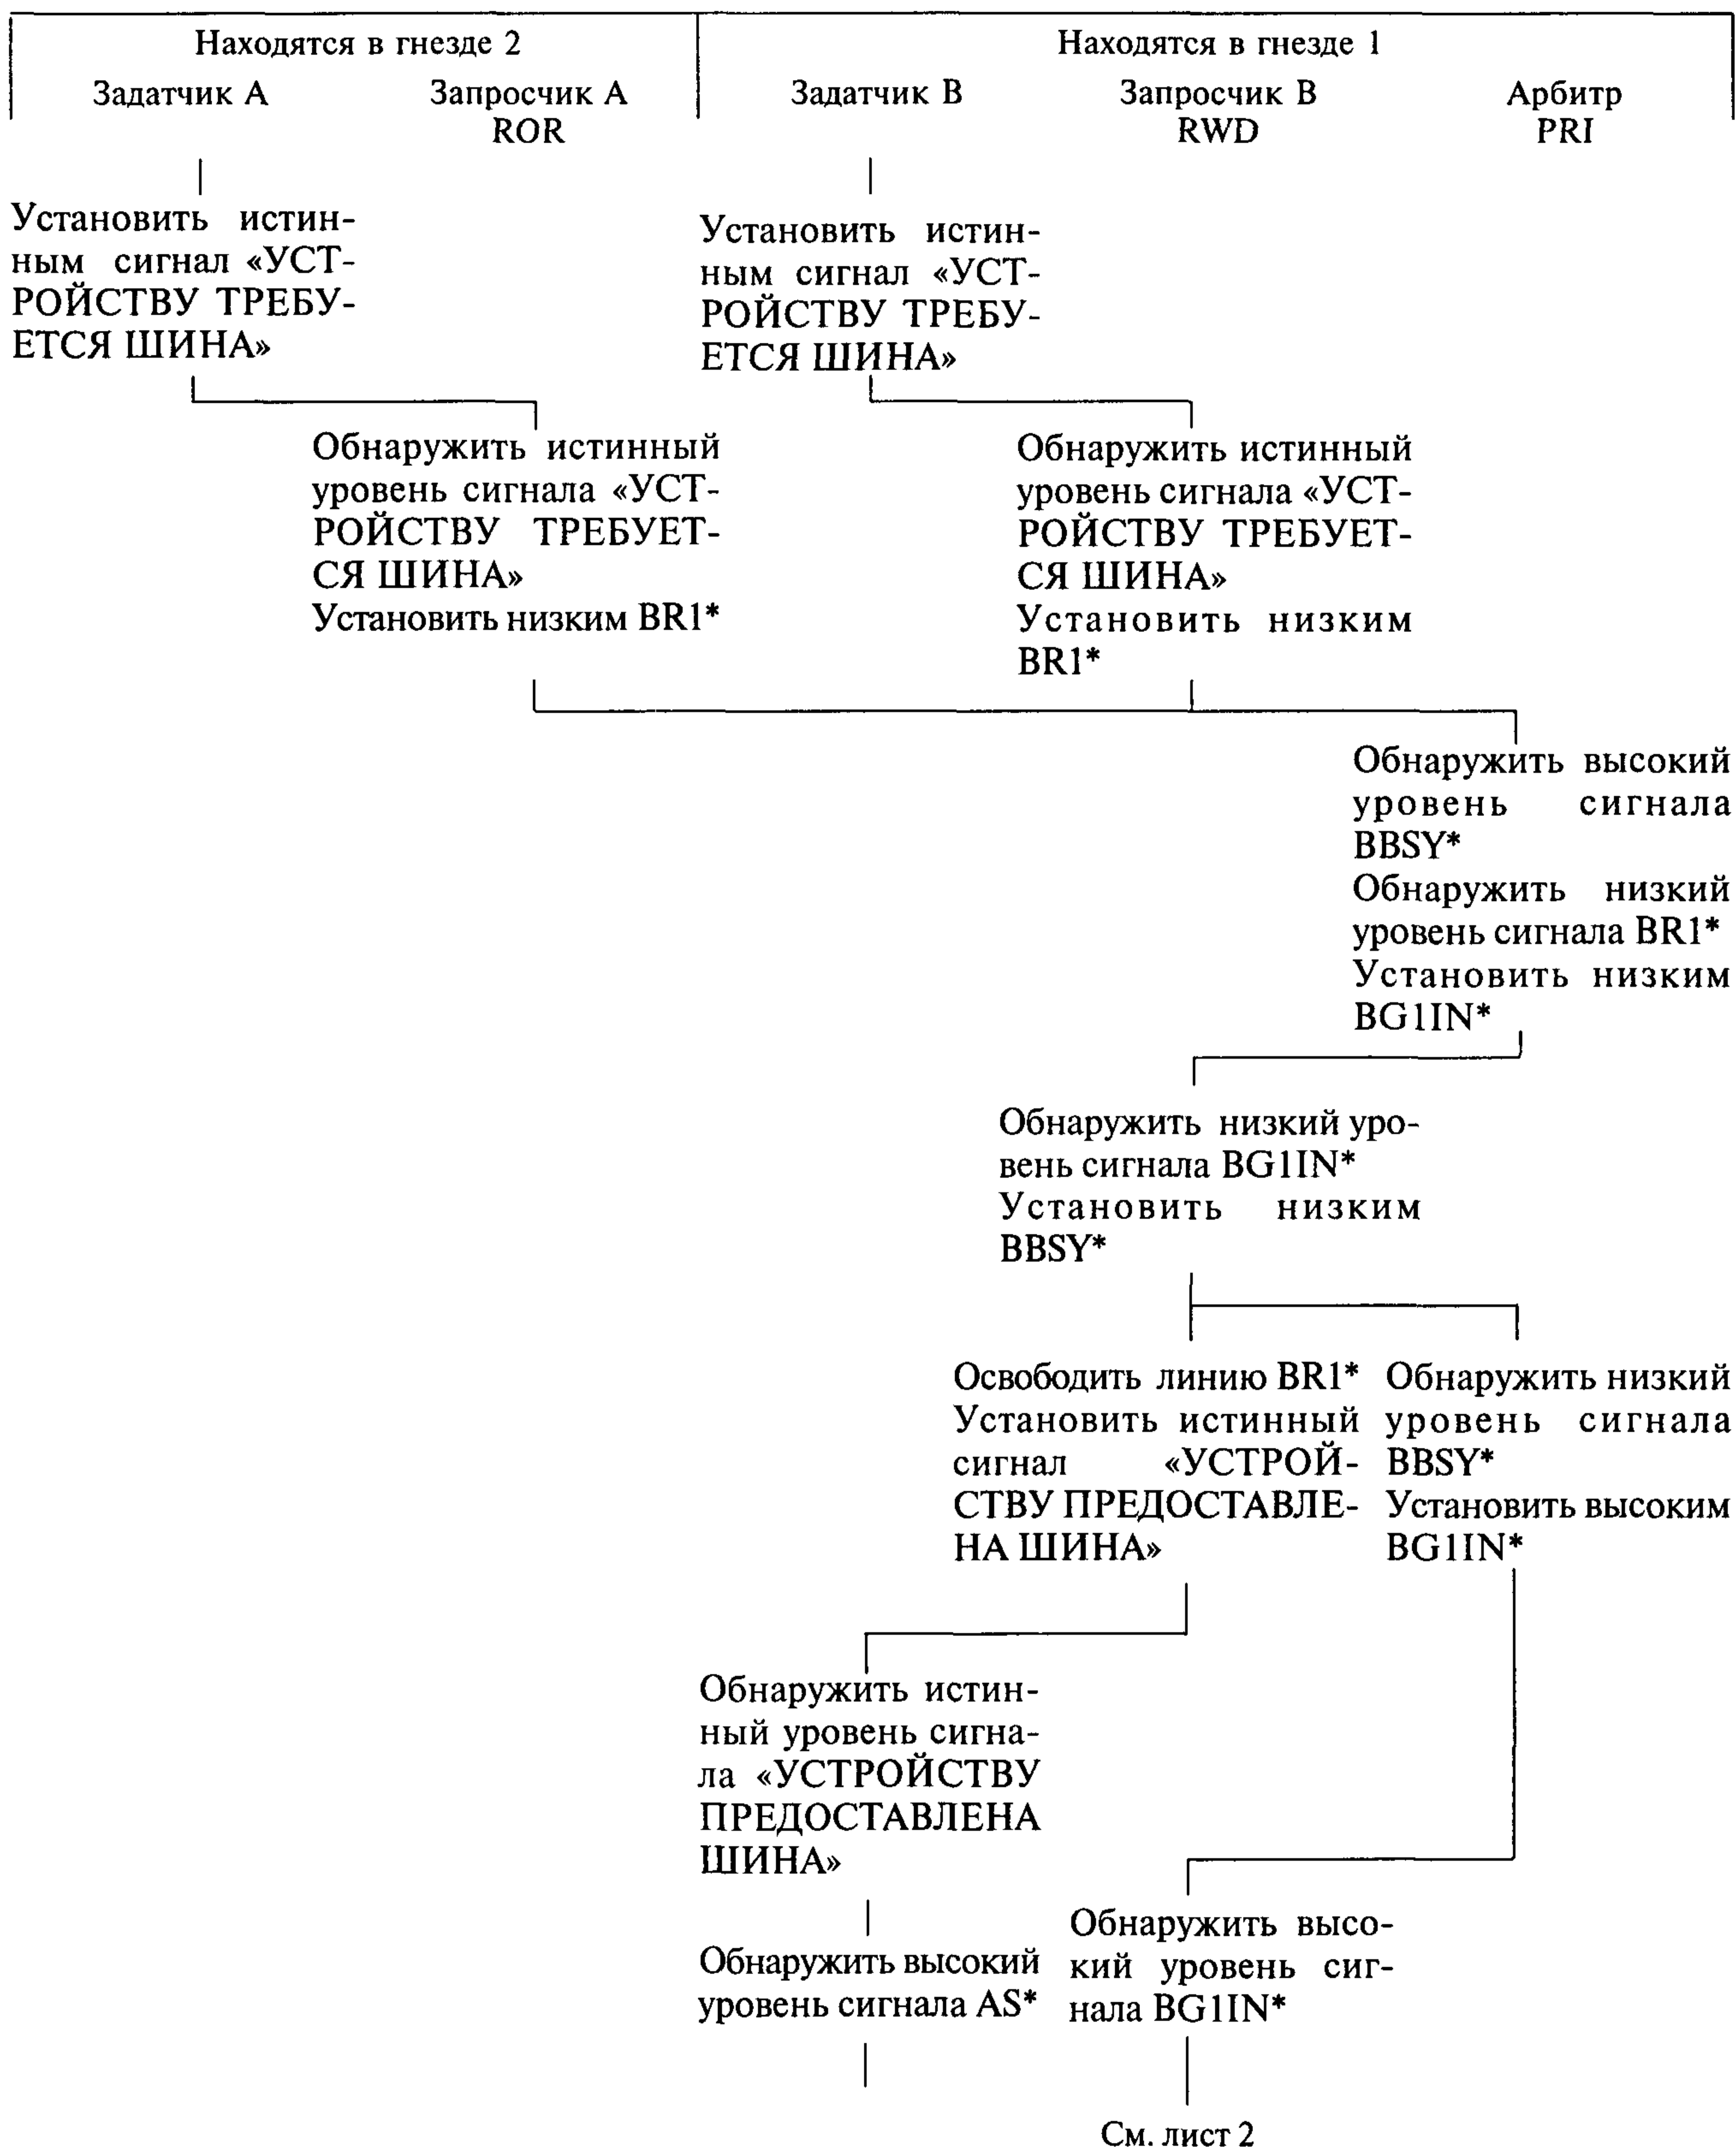 Находятся в гнезде 2
Находятся в гнезде 1
Задатчик А
Запросчик А
ROR
Задатчик В
Запросчик В
RWD
Арбитр
PRI
Установить истин-
ным сигнал «УСТ-
РОЙСТВУ ТРЕБУ-
ЕТСЯ ШИНА»
Установить истин-
ным сигнал «УСТ-
РОЙСТВУ ТРЕБУ-
ЕТСЯ ШИНА»
Обнаружить истинный
уровень сигнала «УСТ-
РОЙСТВУ ТРЕБУЕТ-
СЯ ШИНА»
Установить низким BR1*
Обнаружить истинный
уровень сигнала «УСТ-
РОЙСТВУ ТРЕБУЕТ-
СЯ ШИНА»
Установить низким
BR1*
Обнаружить высокий
уровень сигнала
BBSY*
Обнаружить низкий
уровень сигнала BR1*
Установить низким
BG1IN*
Обнаружить низкий уро-
вень сигнала BG1IN*
Установить низким
BBSY*
Освободить линию BR1*
Установить истинный
сигнал «УСТРОЙ-
СТВУ ПРЕДОСТАВЛЕ-
НА ШИНА»
Обнаружить низкий
уровень сигнала
BBSY*
Установить высоким
BG1IN*
Обнаружить истин-
ный уровень сигна-
ла «УСТРОЙСТВУ
ПРЕДОСТАВЛЕНА
ШИНА»
Обнаружить высокий
уровень сигнала AS*
Обнаружить высо-
кий уровень сиг-
нала BG1IN*
См. лист 2